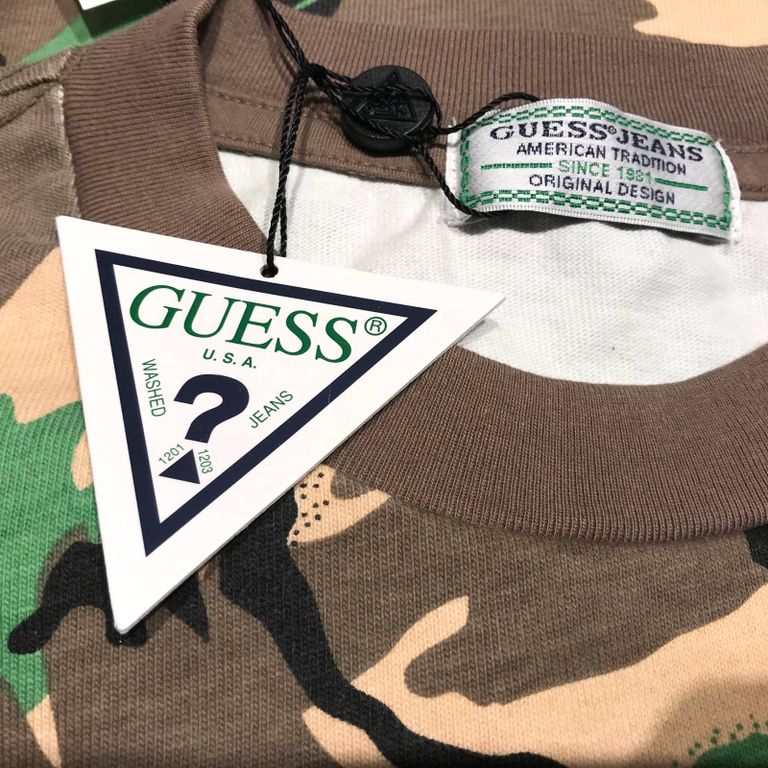 GUESS®
U.S.A.
WASHED
?
JEANS
1201
1203
GUESS® JEANS
AMERICAN TRADITION
SINCE 1981
ORIGINAL DESIGN